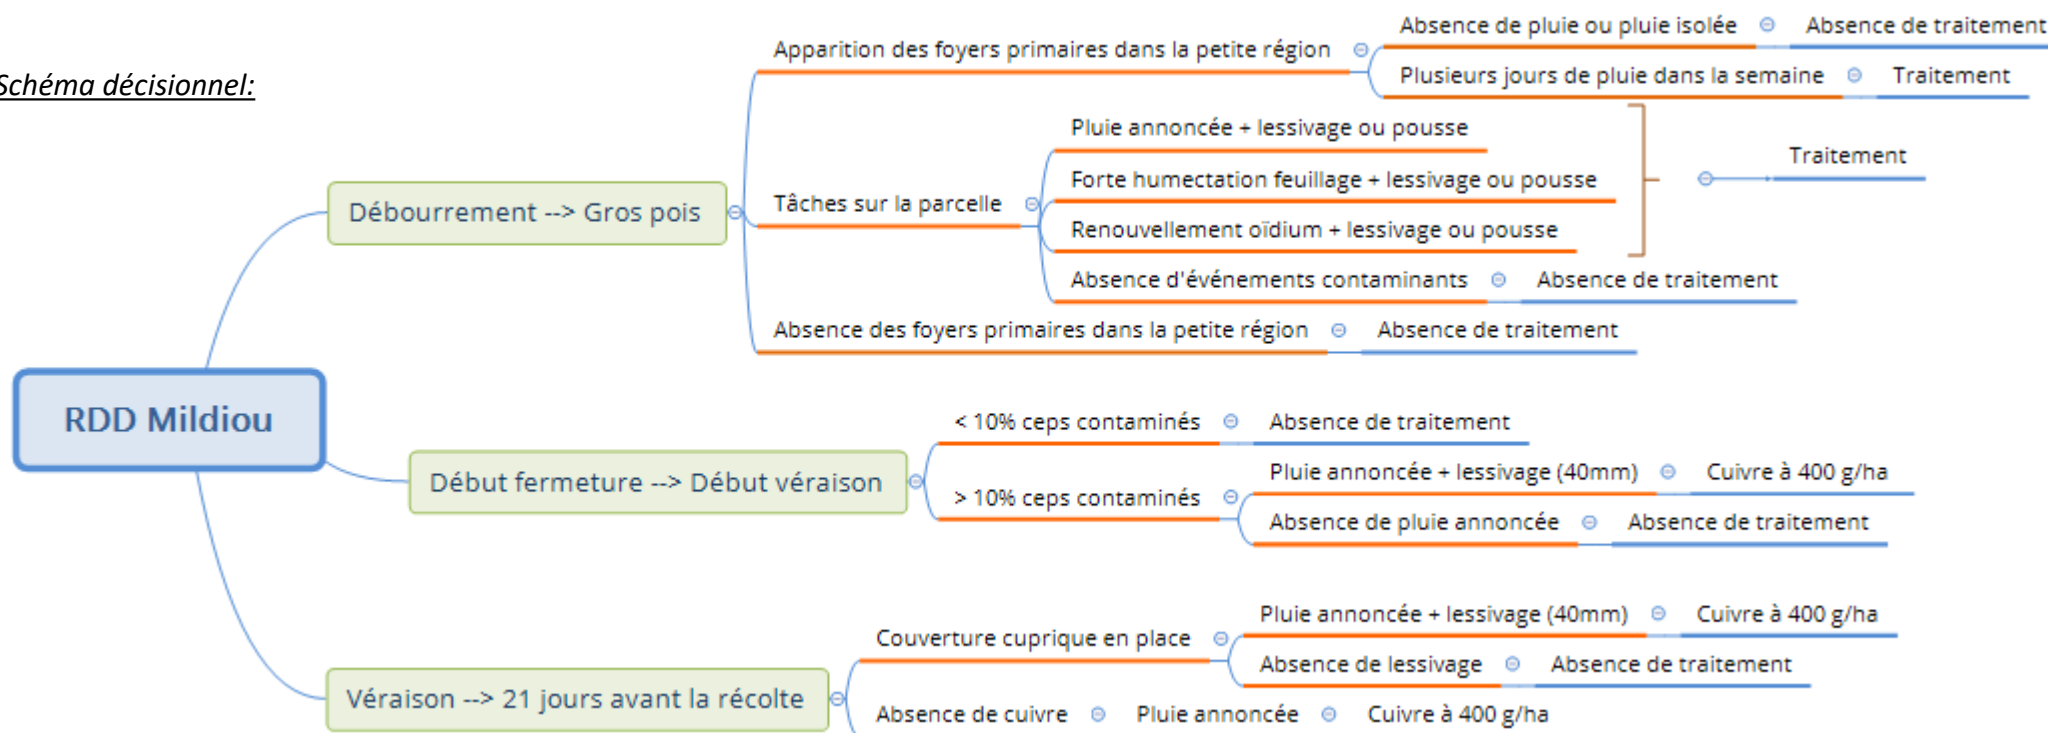 Schéma décisionnel:
RDD Mildiou
Débourrement --> Gros pois
Apparition des foyers primaires dans la petite région
Absence de pluie ou pluie isolée
Absence de traitement
Plusieurs jours de pluie dans la semaine
Traitement
Tâches sur la parcelle
Pluie annoncée + lessivage ou pousse
Forte humectation feuillage + lessivage ou pousse
Renouvellement oïdium + lessivage ou pousse
Traitement
Absence d'événements contaminants
Absence de traitement
Absence des foyers primaires dans la petite région
Absence de traitement
Début fermeture --> Début véraison
< 10% ceps contaminés
Absence de traitement
> 10% ceps contaminés
Pluie annoncée + lessivage (40mm)
Cuivre à 400 g/ha
Absence de pluie annoncée
Absence de traitement
Véraison --> 21 jours avant la récolte
Couverture cuprique en place
Pluie annoncée + lessivage (40mm)
Cuivre à 400 g/ha
Absence de lessivage
Absence de traitement
Absence de cuivre
Pluie annoncée
Cuivre à 400 g/ha